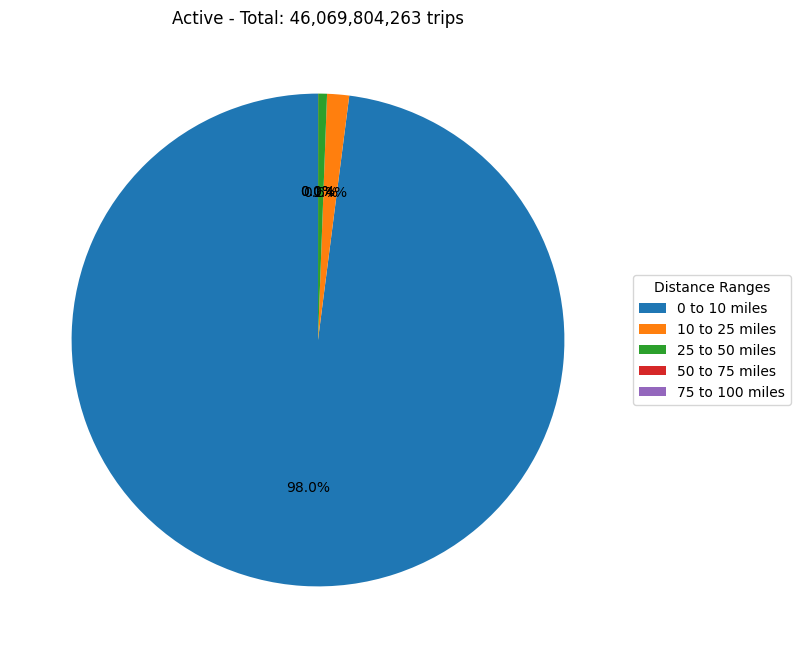 Active - Total: 46,069,804,263 trips
98.0%
Distance Ranges
0 to 10 miles
10 to 25 miles
25 to 50 miles
50 to 75 miles
75 to 100 miles